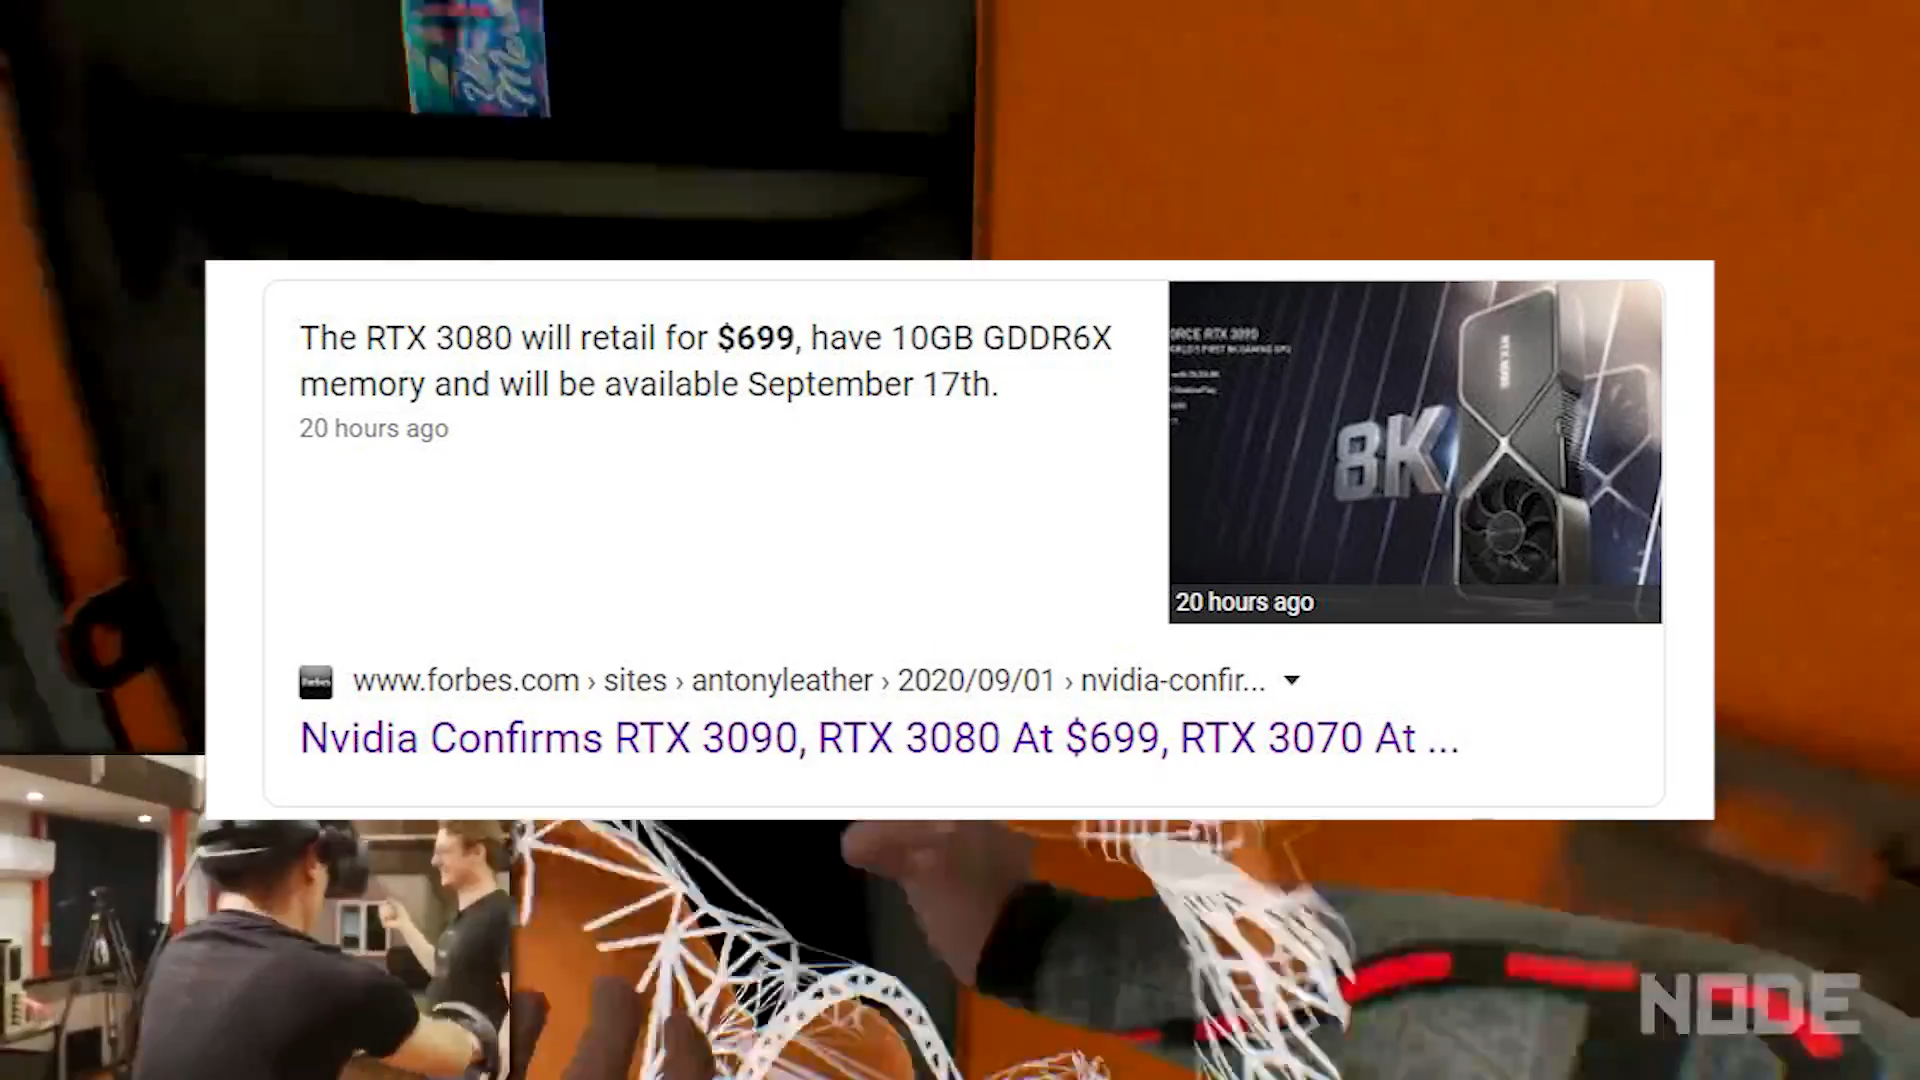 The RTX 3080 will retail for $699, have 10GB GDDR6X
memory and will be available September 17th.
20 hours ago
8K
20 hours ago
Forbes
www.forbes.com › sites › antonyleather › 2020/09/01 › nvidia-confir...
Nvidia Confirms RTX 3090, RTX 3080 At $699, RTX 3070 At ...
NODE